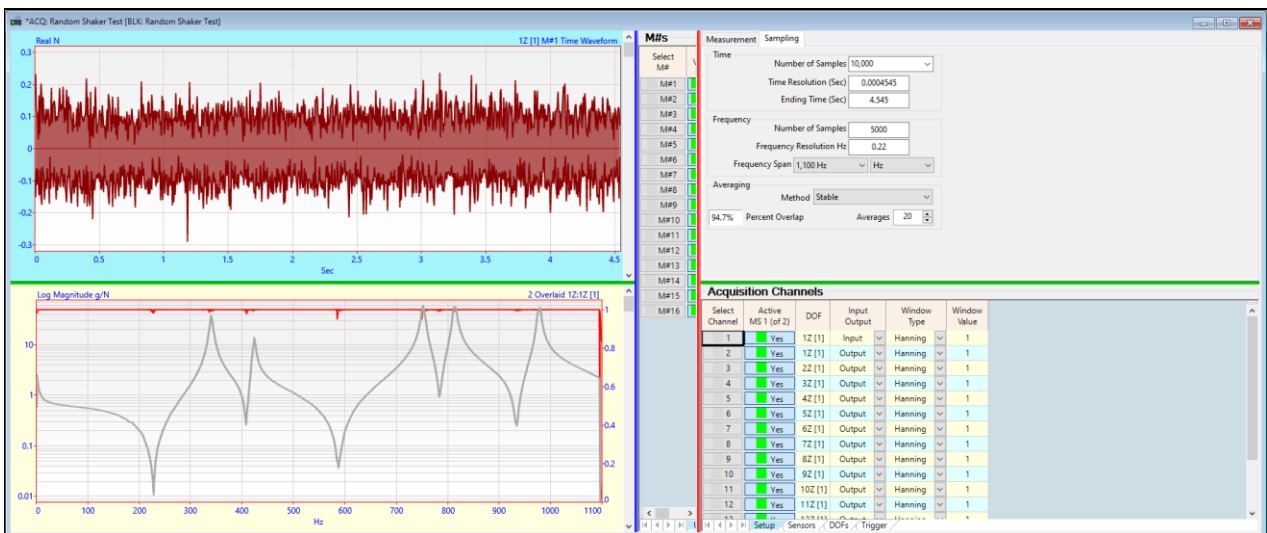 *ACQ: Random Shaker Test [BLK: Random Shaker Test]
Real N 1Z [1] M#1 Time Waveform
0.3
0.2
0.1
0
-0.1
-0.2
-0.3
0 0.5 1 1.5 2 2.5 3 3.5 4 4.5
Sec
Log Magnitude g/N 2 Overlaid 1Z:1Z [1]
10
1
0.1
0.01
1
0.8
0.6
0.4
0.2
0
0 100 200 300 400 500 600 700 800 900 1000 1100
Hz
M#s
Select
M#
M#1
M#2
M#3
M#4
M#5
M#6
M#7
M#8
M#9
M#10
M#11
M#12
M#13
M#14
M#15
M#16
Measurement Sampling
Time
Number of Samples 10,000
Time Resolution (Sec) 0.0004545
Ending Time (Sec) 4.545
Frequency
Number of Samples 5000
Frequency Resolution Hz 0.22
Frequency Span 1,100 Hz Hz
Averaging
Method Stable
94.7% Percent Overlap Averages 20
Acquisition Channels
Select Channel Active MS 1 (of 2) DOF Input Output Window Type Window Value
1 Yes 1Z [1] Input Hanning 1
2 Yes 1Z [1] Output Hanning 1
3 Yes 2Z [1] Output Hanning 1
4 Yes 3Z [1] Output Hanning 1
5 Yes 4Z [1] Output Hanning 1
6 Yes 5Z [1] Output Hanning 1
7 Yes 6Z [1] Output Hanning 1
8 Yes 7Z [1] Output Hanning 1
9 Yes 8Z [1] Output Hanning 1
10 Yes 9Z [1] Output Hanning 1
11 Yes 10Z [1] Output Hanning 1
12 Yes 11Z [1] Output Hanning 1
Setup Sensors DOFs Trigger